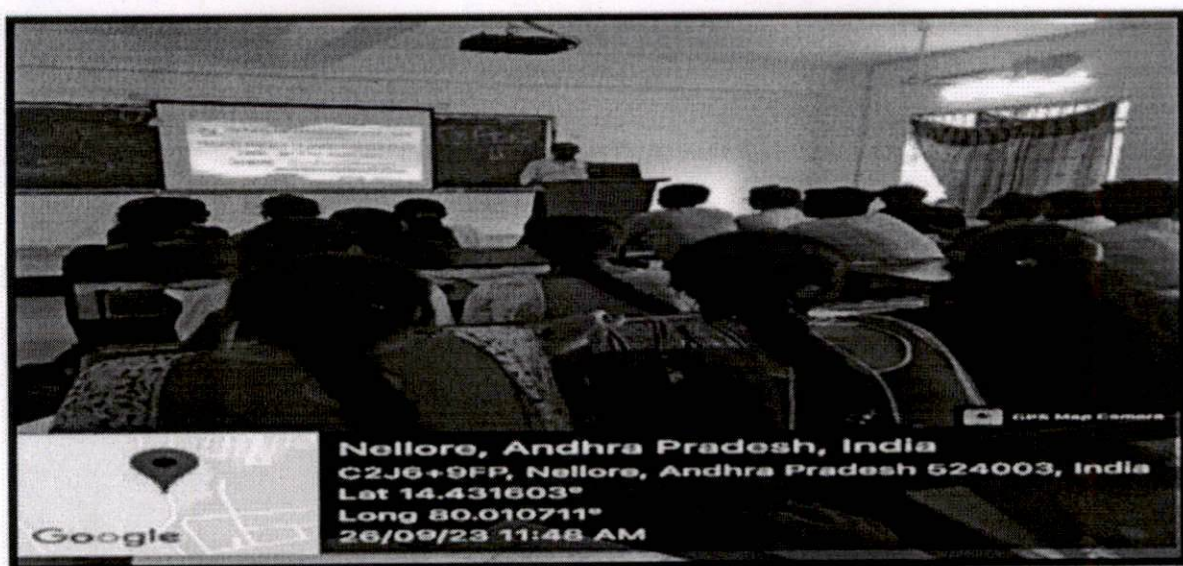 GPS Map Camera
Nellore, Andhra Pradesh, India
C2J6+9FP, Nellore, Andhra Pradesh 524003, India
Lat 14.431603°
Long 80.010711°
26/09/23 11:48 AM
Google